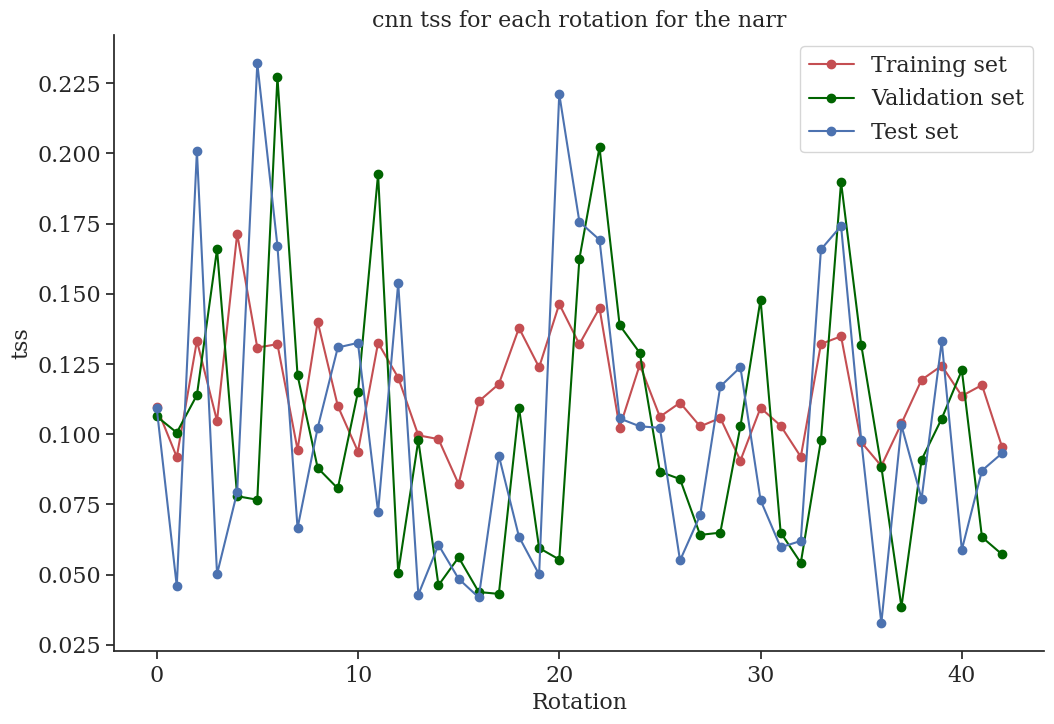 cnn tss for each rotation for the narr
Training set
Validation set
Test set
0.225
0.200
0.175
0.150
0.125
0.100
0.075
0.050
0.025
tss
0
10
20
30
40
Rotation